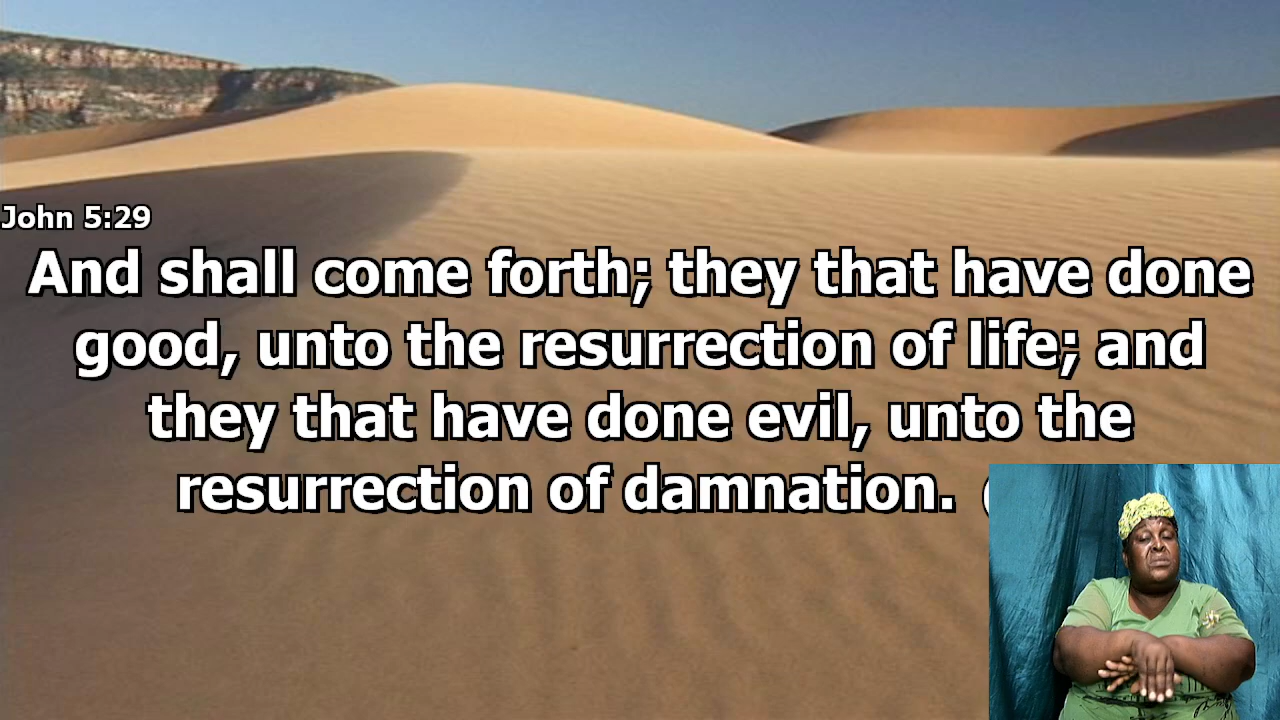 John 5:29
And shall come forth; they that have done
good, unto the resurrection of life; and
they that have done evil, unto the
resurrection of damnation.